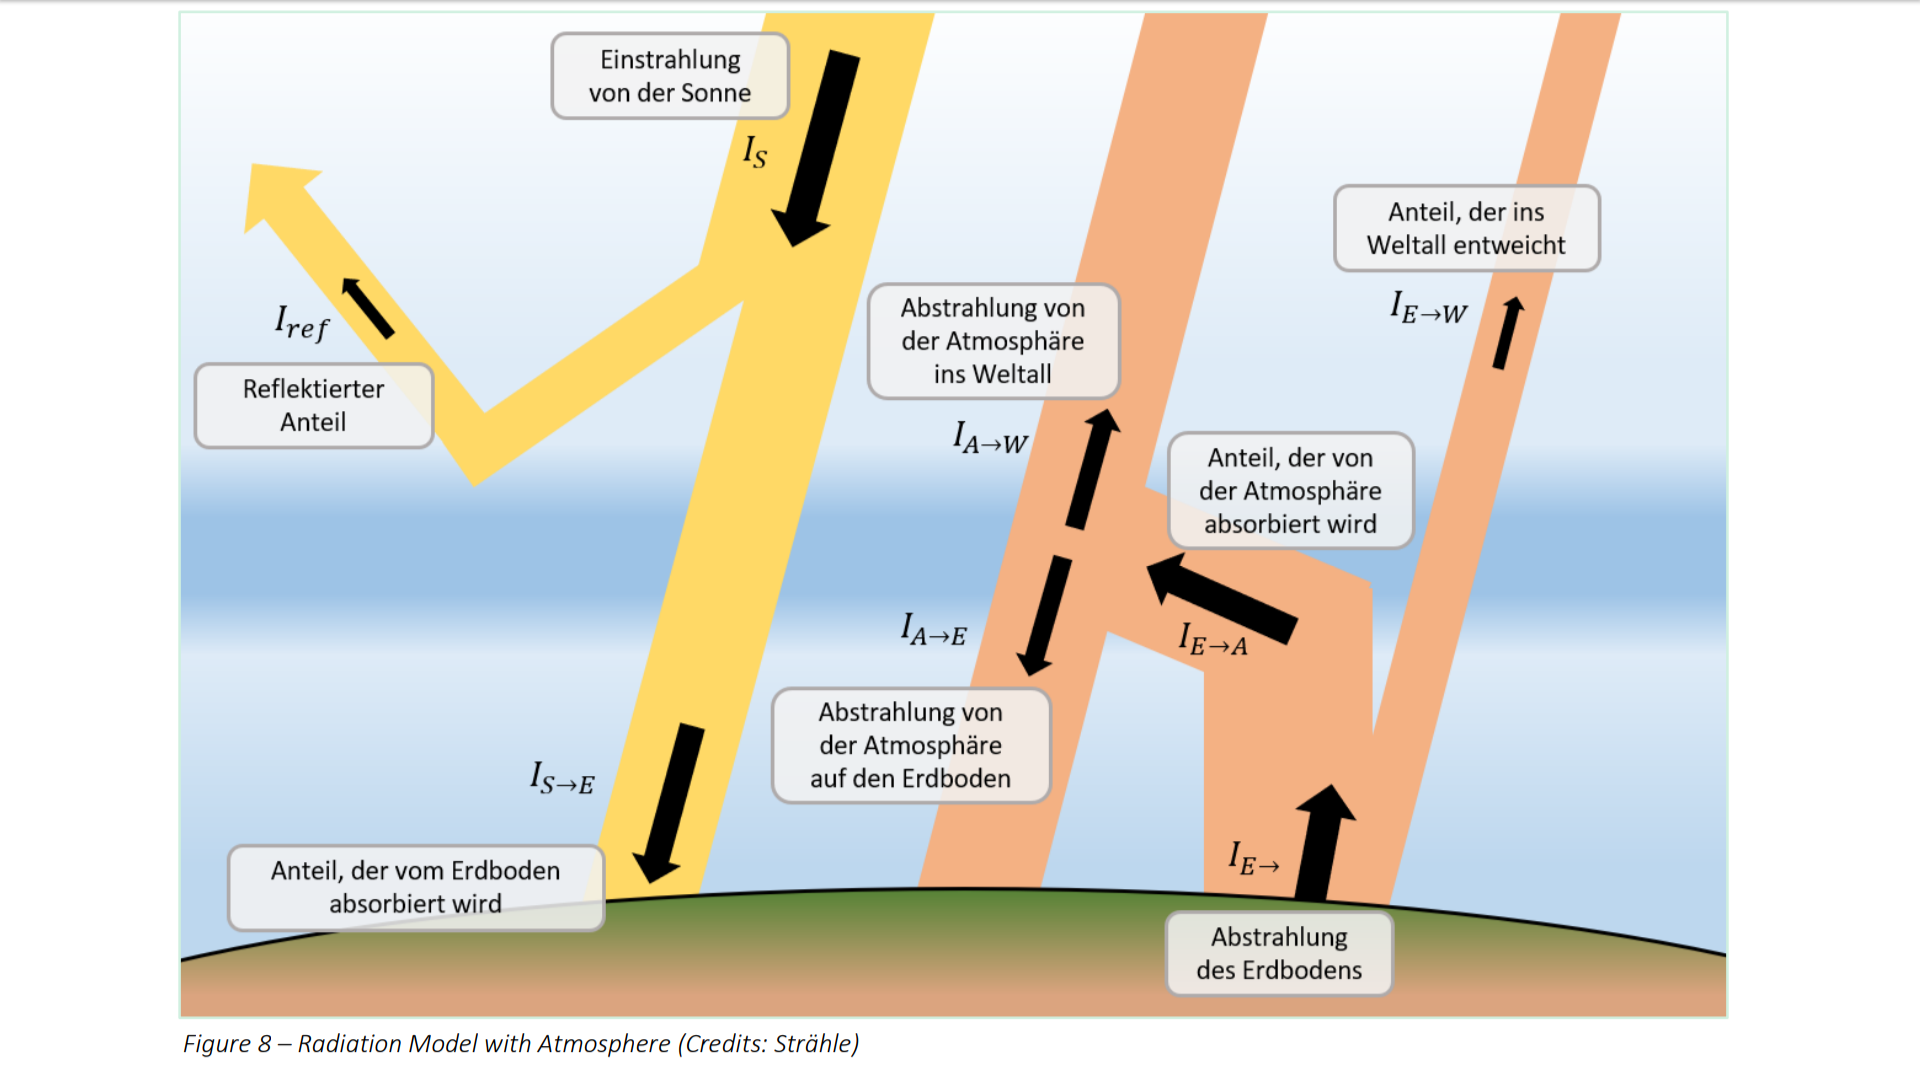 Einstrahlung
von der Sonne
I_S
I_ref
Reflektierter
Anteil
Anteil, der ins
Weltall entweicht
I_E→W
Abstrahlung von
der Atmosphäre
ins Weltall
I_A→W
Anteil, der von
der Atmosphäre
absorbiert wird
I_A→E
I_E→A
Abstrahlung von
der Atmosphäre
auf den Erdboden
I_S→E
Anteil, der vom Erdboden
absorbiert wird
I_E→
Abstrahlung
des Erdbodens
Figure 8 – Radiation Model with Atmosphere (Credits: Strähle)